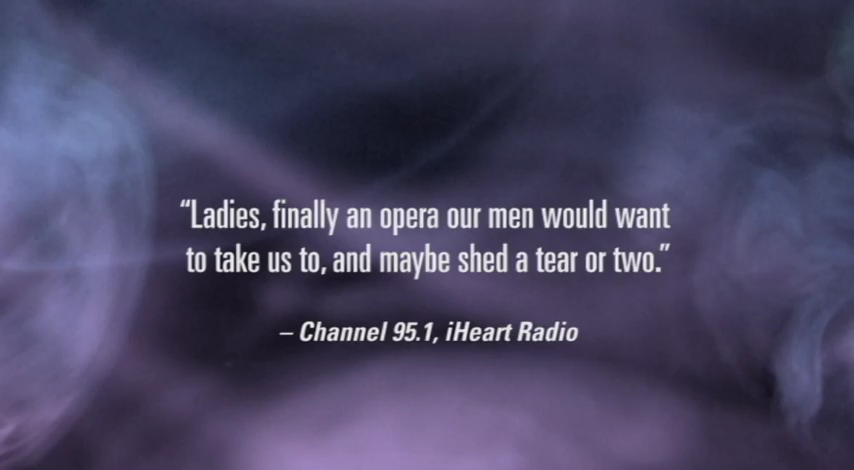 “Ladies, finally an opera our men would want
to take us to, and maybe shed a tear or two.”
– Channel 95.1, iHeart Radio